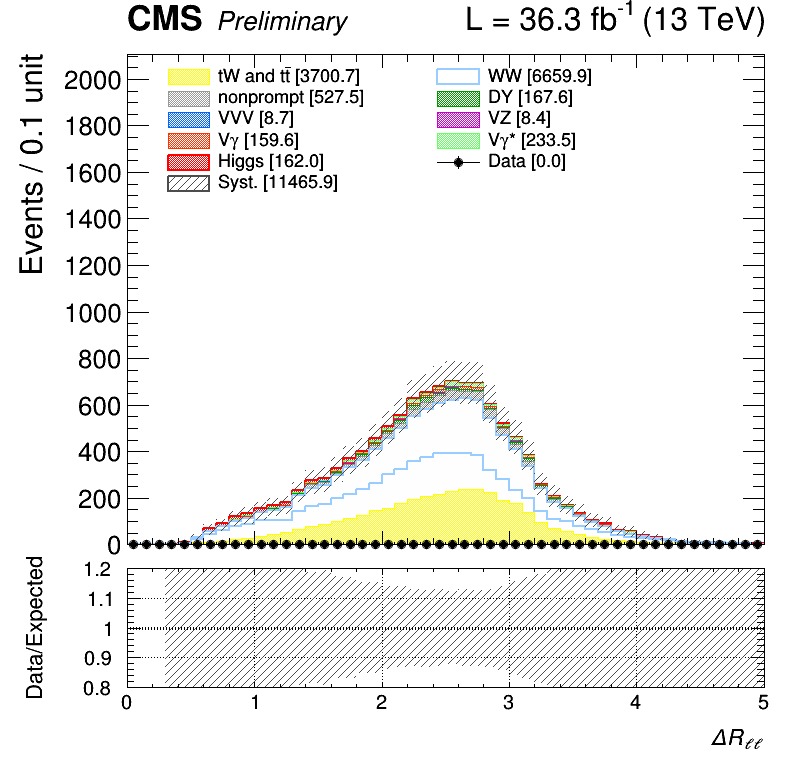 CMS Preliminary L = 36.3 fb⁻¹ (13 TeV)
Events / 0.1 unit
2000
1800
1600
1400
1200
1000
800
600
400
200
0
tW and tt̄ [3700.7]
nonprompt [527.5]
VVV [8.7]
Vγ [159.6]
Higgs [162.0]
Syst. [11465.9]
WW [6659.9]
DY [167.6]
VZ [8.4]
Vγ* [233.5]
Data [0.0]
Data/Expected
1.2
1.1
1
0.9
0.8
0 1 2 3 4 5
ΔR_ℓℓ